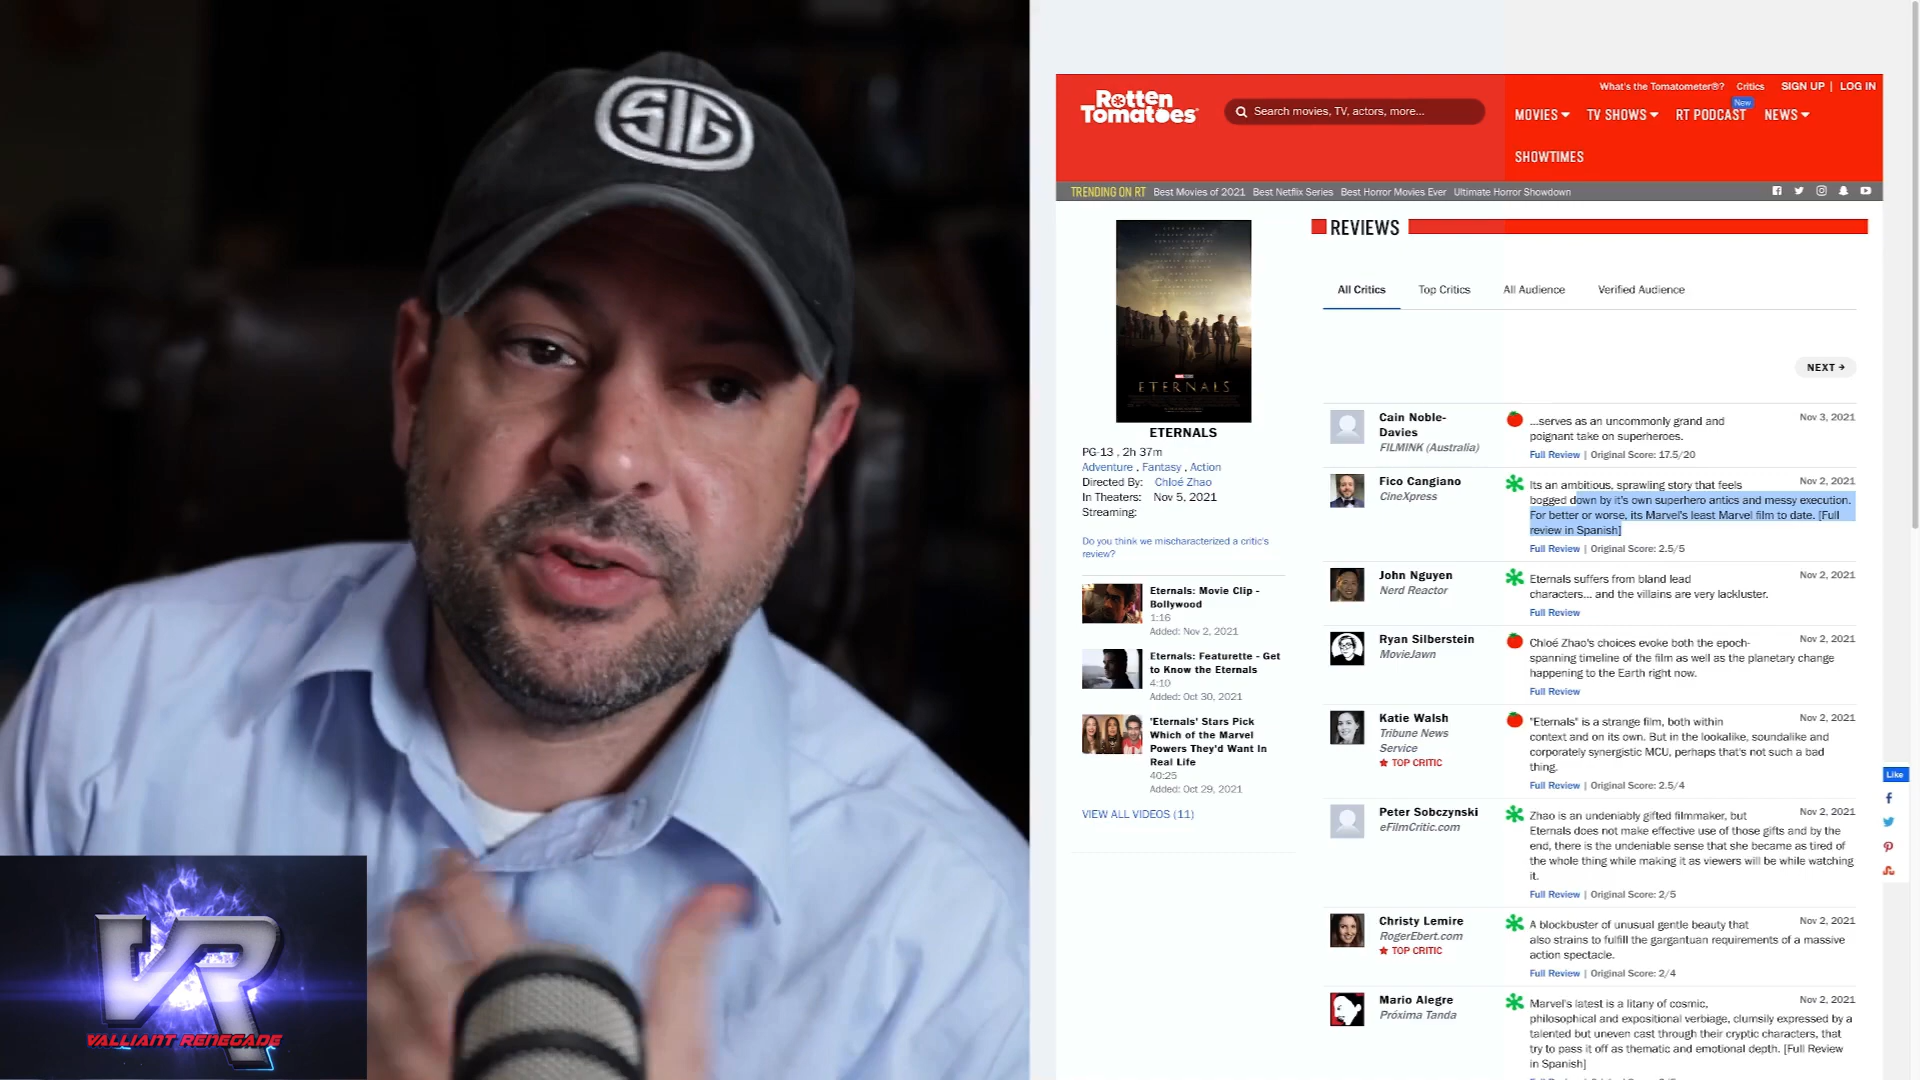 SIG
VR
VALLIANT RENEGADE
What's the Tomatometer®? Critics SIGN UP | LOG IN
Rotten
Tomatoes
Search movies, TV, actors, more...
MOVIES TV SHOWS New RT PODCAST NEWS
SHOWTIMES
TRENDING ON RT Best Movies of 2021 Best Netflix Series Best Horror Movies Ever Ultimate Horror Showdown
ETERNALS
ETERNALS
PG-13 , 2h 37m
Adventure , Fantasy , Action
Directed By: Chloé Zhao
In Theaters: Nov 5, 2021
Streaming:
Do you think we mischaracterized a critic's
review?
Eternals: Movie Clip -
Bollywood
1:16
Added: Nov 2, 2021
Eternals: Featurette - Get
to Know the Eternals
4:10
Added: Oct 30, 2021
'Eternals' Stars Pick
Which of the Marvel
Powers They'd Want In
Real Life
40:25
Added: Oct 29, 2021
VIEW ALL VIDEOS (11)
REVIEWS
All Critics Top Critics All Audience Verified Audience
NEXT
Cain Noble-
Davies
FILMINK (Australia)
...serves as an uncommonly grand and
poignant take on superheroes.
Nov 3, 2021
Full Review | Original Score: 17.5/20
Fico Cangiano
CineXpress
Its an ambitious, sprawling story that feels
bogged down by it's own superhero antics and messy execution.
For better or worse, its Marvel's least Marvel film to date. [Full
review in Spanish]
Nov 2, 2021
Full Review | Original Score: 2.5/5
John Nguyen
Nerd Reactor
Eternals suffers from bland lead
characters... and the villains are very lackluster.
Nov 2, 2021
Full Review
Ryan Silberstein
MovieJawn
Chloé Zhao's choices evoke both the epoch-
spanning timeline of the film as well as the planetary change
happening to the Earth right now.
Nov 2, 2021
Full Review
Katie Walsh
Tribune News
Service
TOP CRITIC
"Eternals" is a strange film, both within
context and on its own. But in the lookalike, soundalike and
corporately synergistic MCU, perhaps that's not such a bad
thing.
Nov 2, 2021
Full Review | Original Score: 2.5/4
Peter Sobczynski
eFilmCritic.com
Zhao is an undeniably gifted filmmaker, but
Eternals does not make effective use of those gifts and by the
end, there is the undeniable sense that she became as tired of
the whole thing while making it as viewers will be while watching
it.
Nov 2, 2021
Full Review | Original Score: 2/5
Christy Lemire
RogerEbert.com
TOP CRITIC
A blockbuster of unusual gentle beauty that
also strains to fulfill the gargantuan requirements of a massive
action spectacle.
Nov 2, 2021
Full Review | Original Score: 2/4
Mario Alegre
Próxima Tanda
Marvel's latest is a litany of cosmic,
philosophical and expositional verbiage, clumsily expressed by a
talented but uneven cast through their cryptic characters, that
try to pass it off as thematic and emotional depth. [Full Review
in Spanish]
Nov 2, 2021
Like